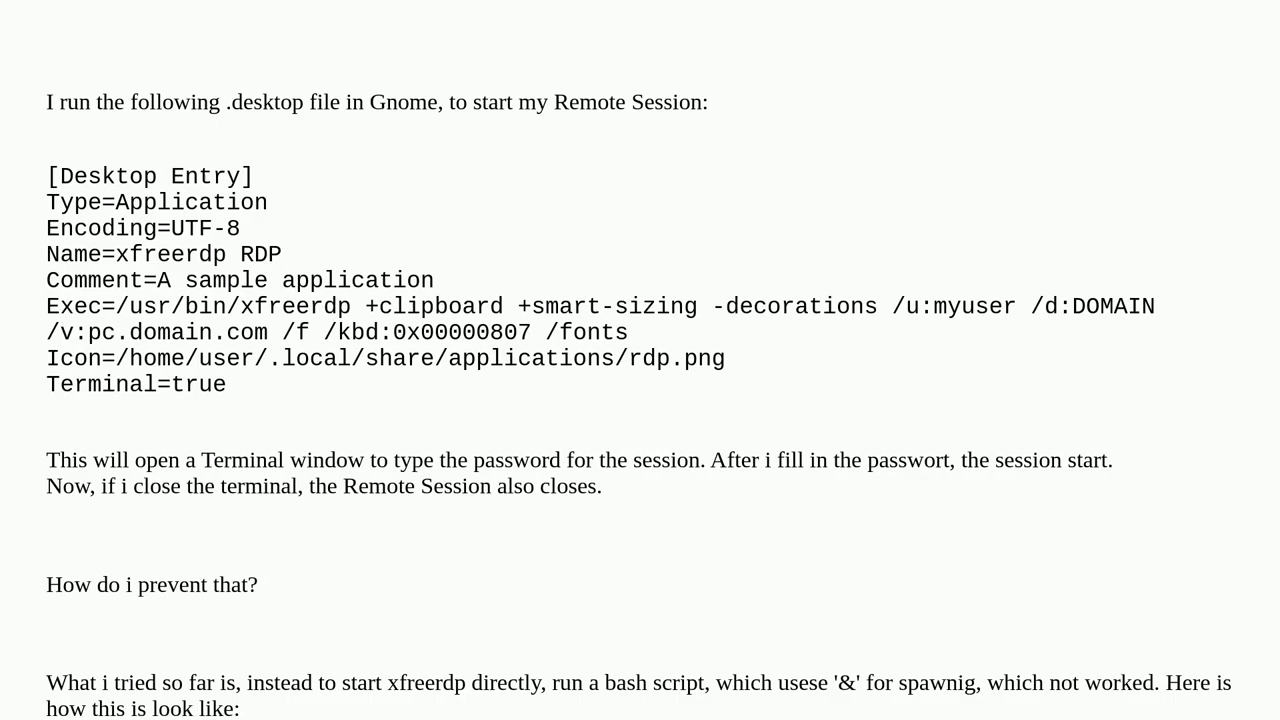 I run the following .desktop file in Gnome, to start my Remote Session:
[Desktop Entry]
Type=Application
Encoding=UTF-8
Name=xfreerdp RDP
Comment=A sample application
Exec=/usr/bin/xfreerdp +clipboard +smart-sizing -decorations /u:myuser /d:DOMAIN
/v:pc.domain.com /f /kbd:0x00000807 /fonts
Icon=/home/user/.local/share/applications/rdp.png
Terminal=true
This will open a Terminal window to type the password for the session. After i fill in the passwort, the session start.
Now, if i close the terminal, the Remote Session also closes.
How do i prevent that?
What i tried so far is, instead to start xfreerdp directly, run a bash script, which usese '&' for spawnig, which not worked. Here is
how this is look like: